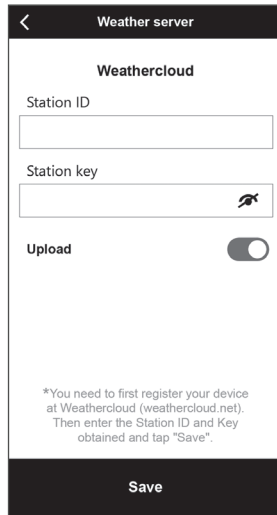 Weather server
Weathercloud
Station ID
Station key
Upload
*You need to first register your device
at Weathercloud (weathercloud.net).
Then enter the Station ID and Key
obtained and tap "Save".
Save